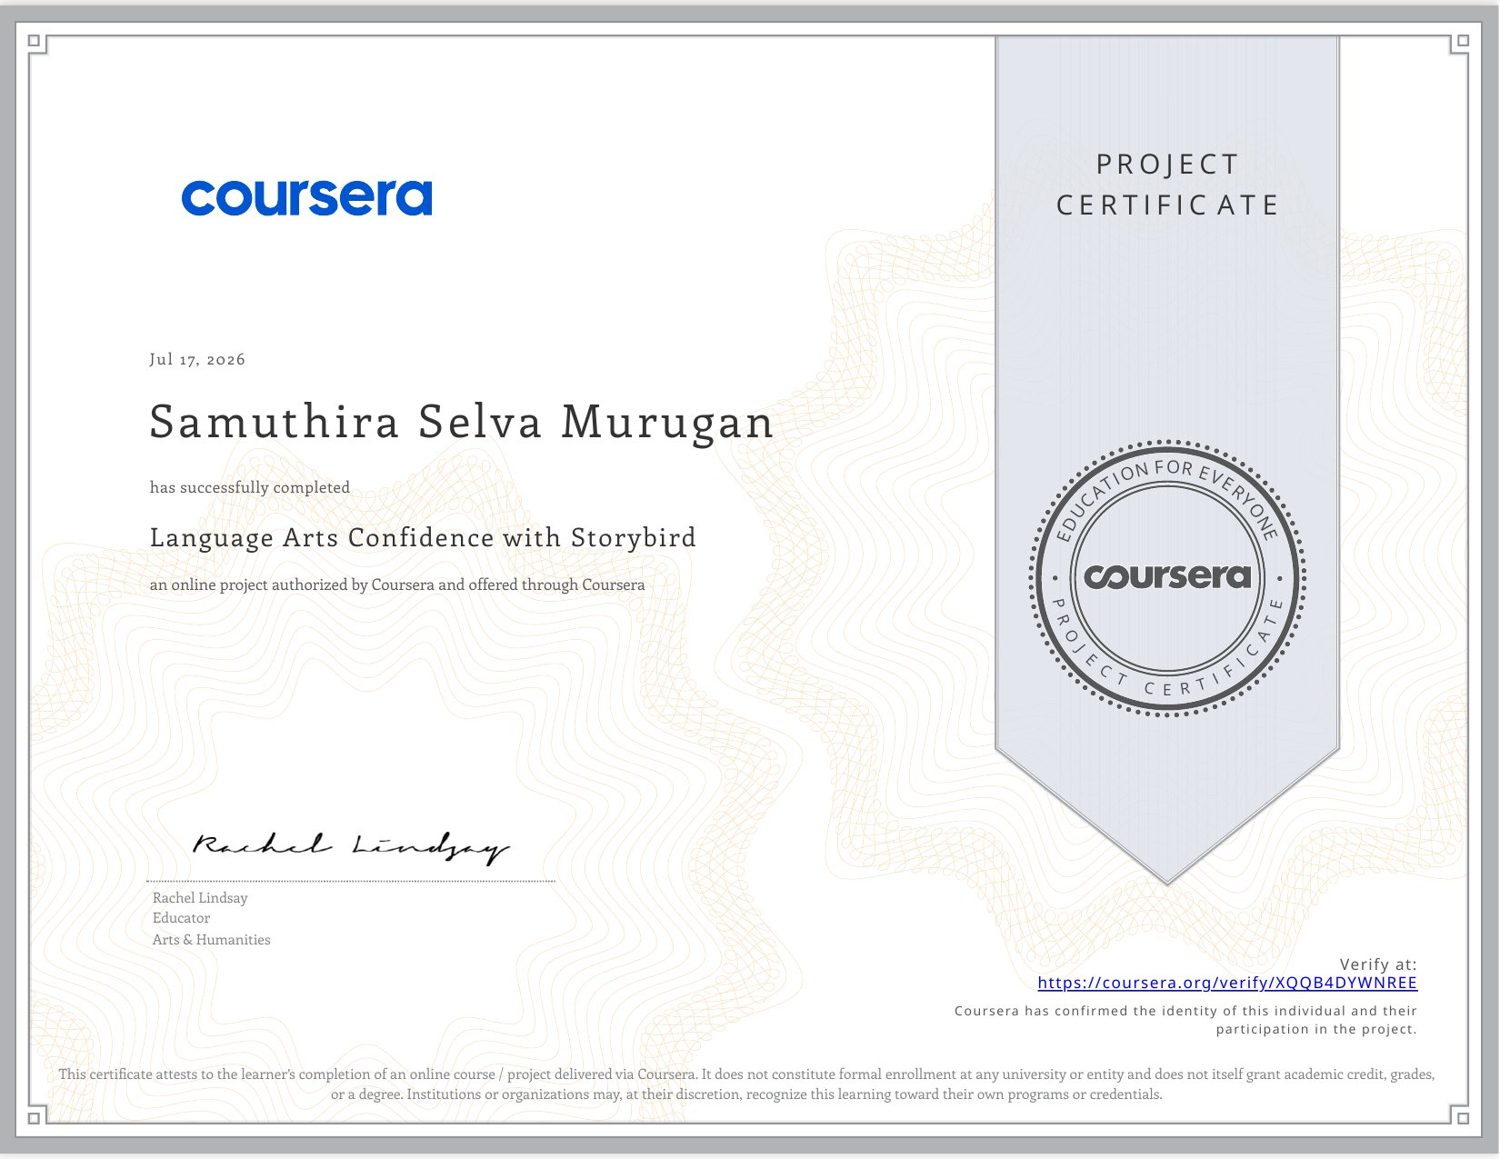 coursera
PROJECT
CERTIFICATE
Jul 17, 2026
Samuthira Selva Murugan
has successfully completed
Language Arts Confidence with Storybird
an online project authorized by Coursera and offered through Coursera
EDUCATION FOR EVERYONE
coursera
PROJECT CERTIFICATE
Rachel Lindsay
Rachel Lindsay
Educator
Arts & Humanities
Verify at:
https://coursera.org/verify/XQQB4DYWNREE
Coursera has confirmed the identity of this individual and their
participation in the project.
This certificate attests to the learner's completion of an online course / project delivered via Coursera. It does not constitute formal enrollment at any university or entity and does not itself grant academic credit, grades,
or a degree. Institutions or organizations may, at their discretion, recognize this learning toward their own programs or credentials.